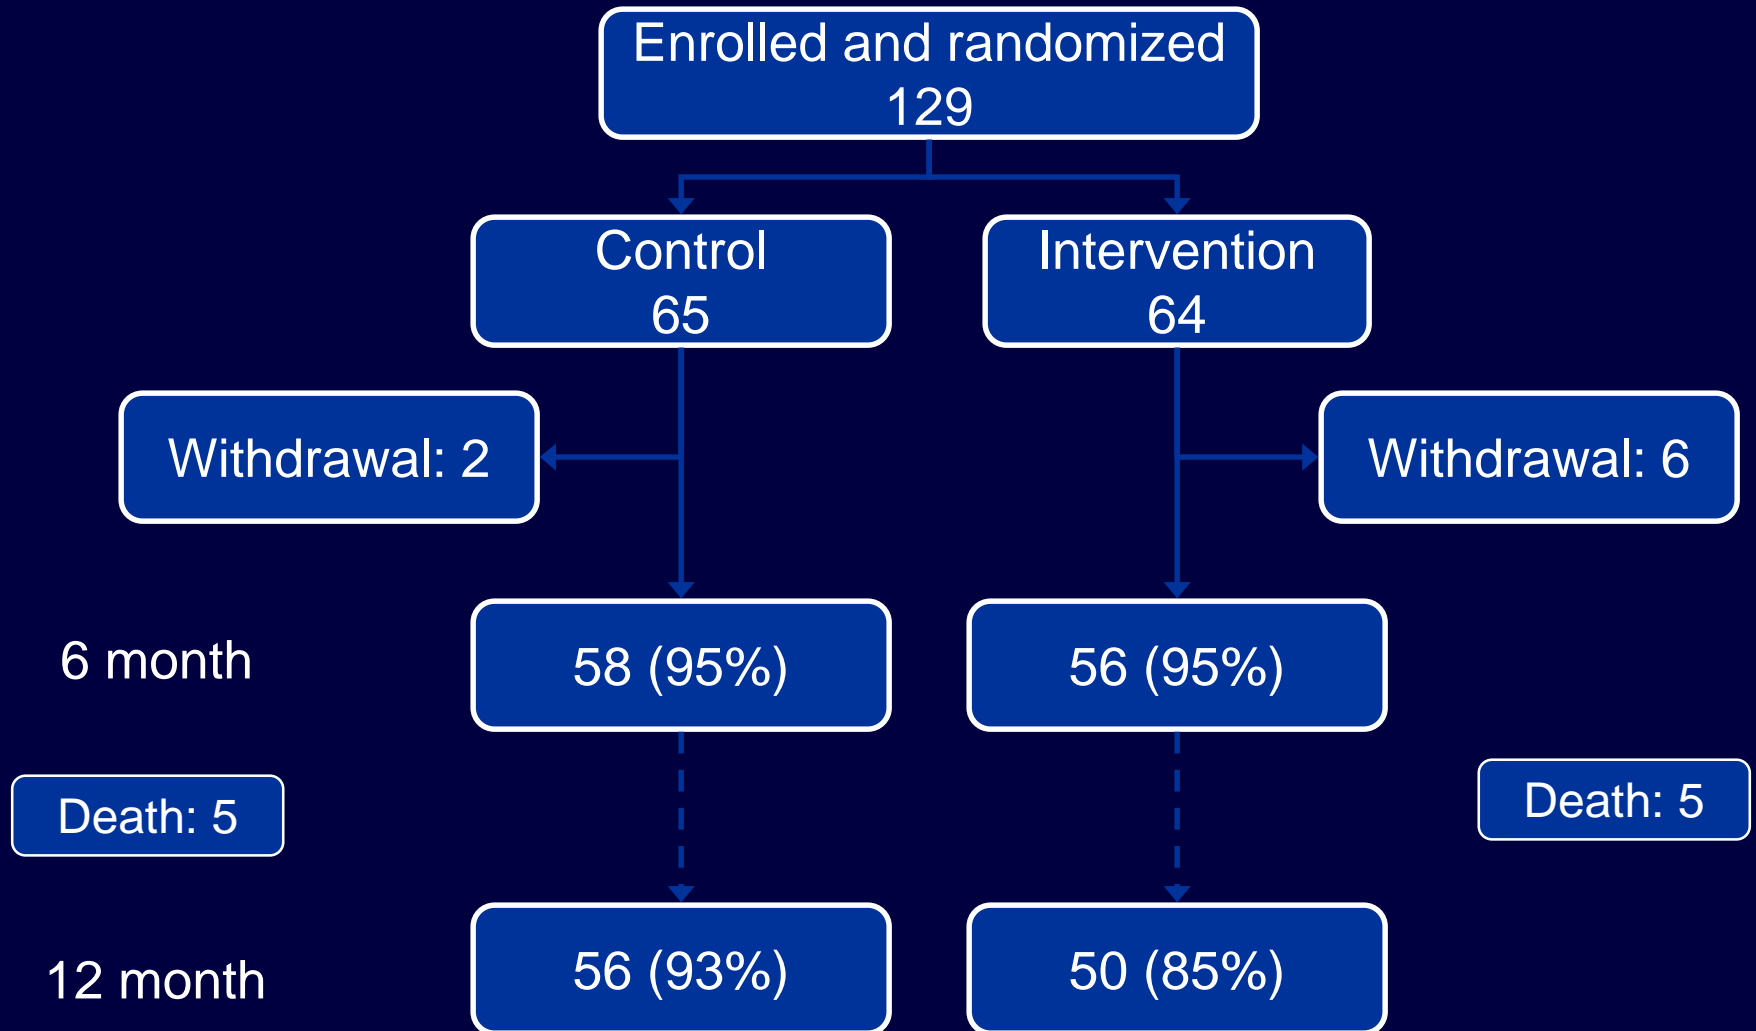 Enrolled and randomized
129
Control
65
Intervention
64
Withdrawal: 2
Withdrawal: 6
6 month
58 (95%)
56 (95%)
Death: 5
Death: 5
12 month
56 (93%)
50 (85%)